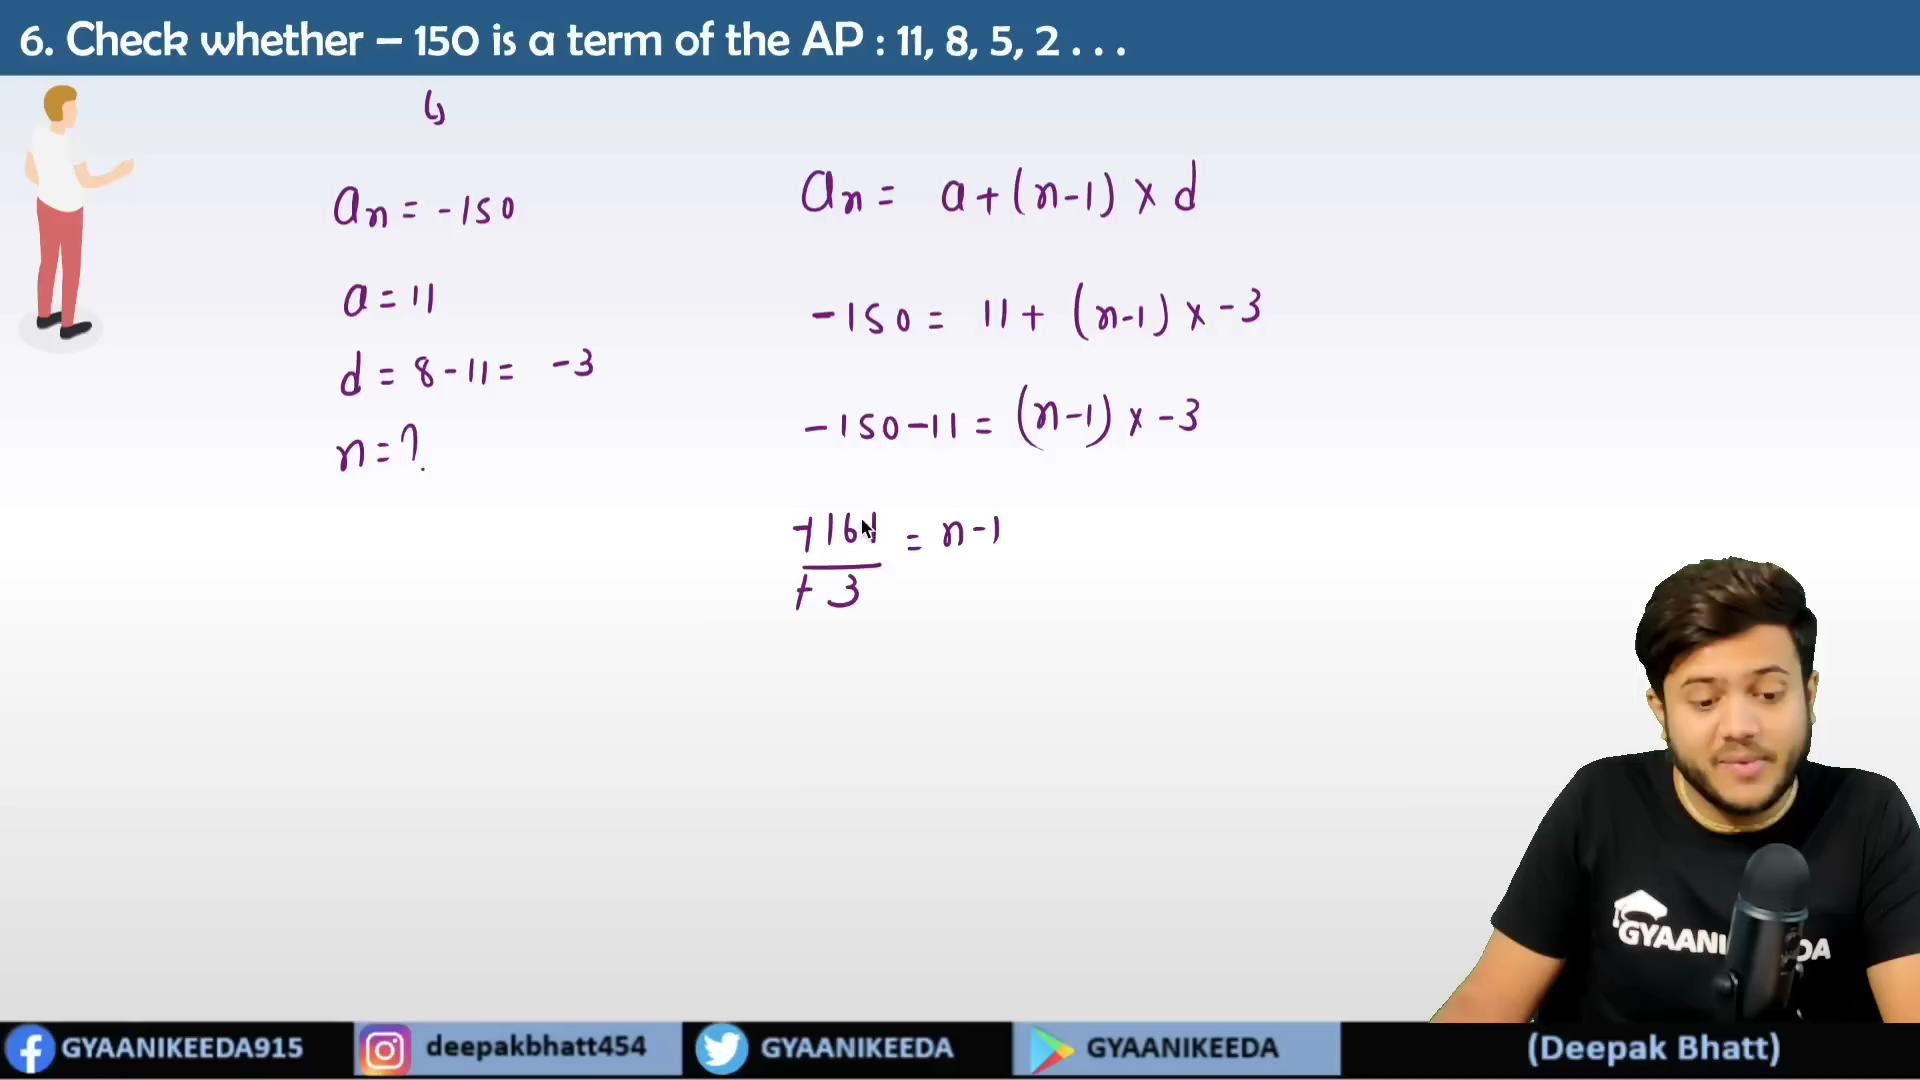 6. Check whether – 150 is a term of the AP : 11, 8, 5, 2 . . .
an = -150
a = 11
d = 8 - 11 = -3
n = ?
an = a + (n-1) × d
-150 = 11 + (n-1) × -3
-150 - 11 = (n-1) × -3
+161 / +3 = n - 1
GYAANI DA
GYAANIKEEDA915
deepakbhatt454
GYAANIKEEDA
GYAANIKEEDA
(Deepak Bhatt)